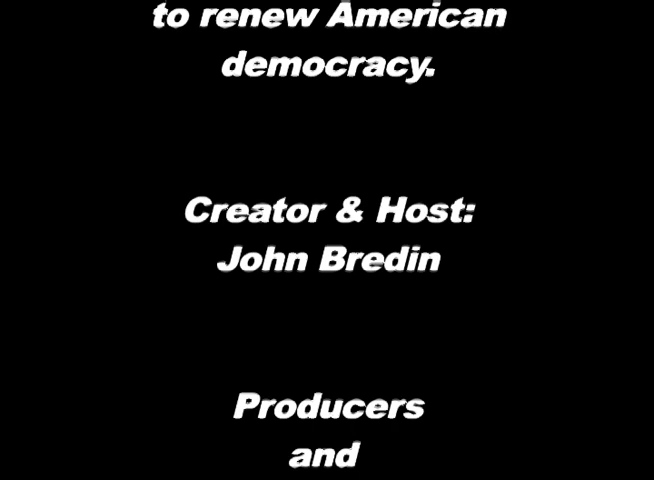 to renew American
democracy.
Creator & Host:
John Bredin
Producers
and